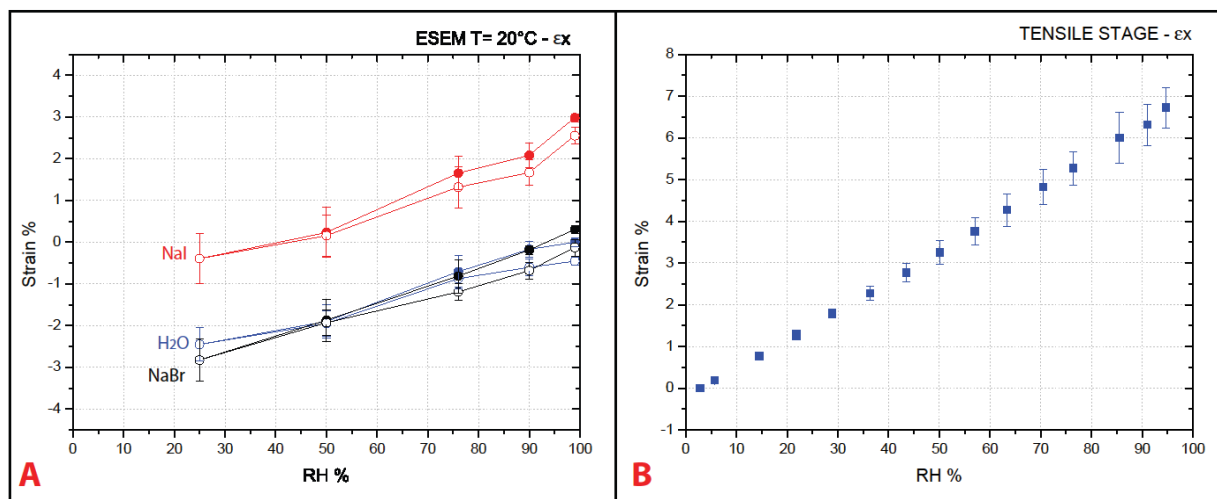 ESEM T= 20°C - εx
4
3
2
1
0
-1
-2
-3
-4
Strain %
NaI
H2O
NaBr
0 10 20 30 40 50 60 70 80 90 100
RH %
A
TENSILE STAGE - εx
8
7
6
5
4
3
2
1
0
-1
Strain %
0 10 20 30 40 50 60 70 80 90 100
RH %
B